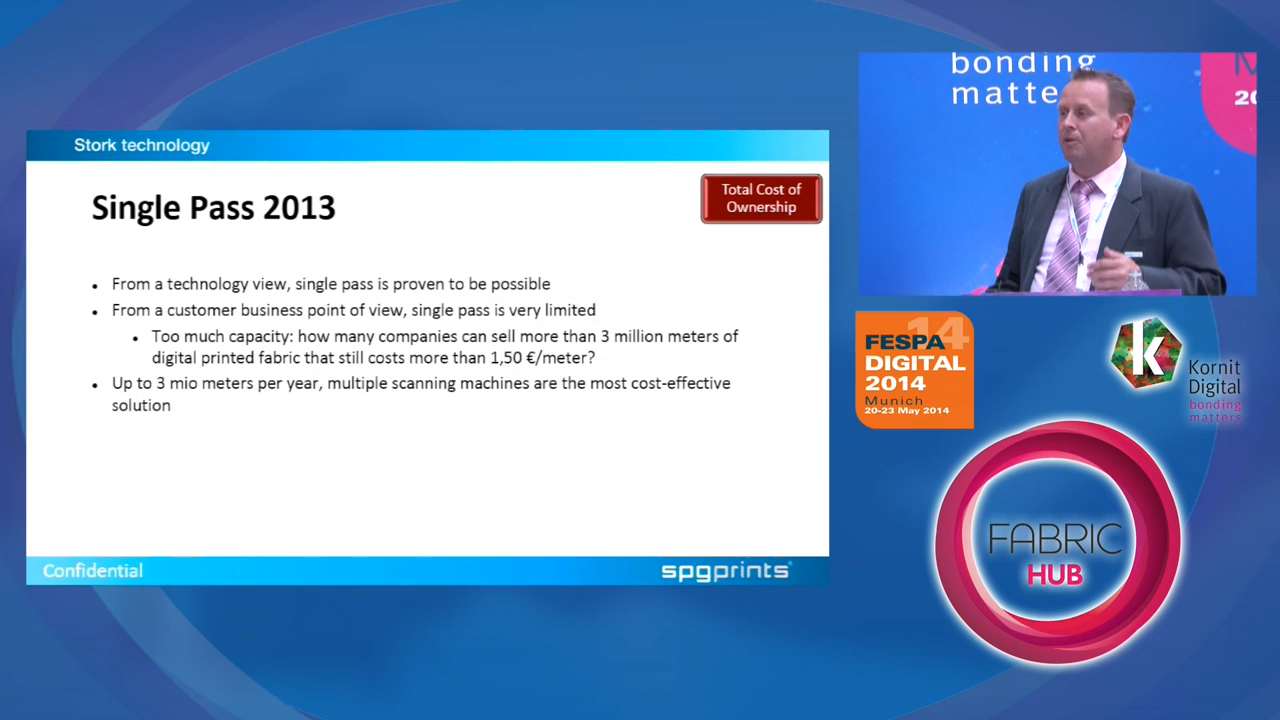 Stork technology
Single Pass 2013
Total Cost of
Ownership
• From a technology view, single pass is proven to be possible
• From a customer business point of view, single pass is very limited
• Too much capacity: how many companies can sell more than 3 million meters of
digital printed fabric that still costs more than 1,50 €/meter?
• Up to 3 mio meters per year, multiple scanning machines are the most cost-effective
solution
Confidential
spgprints®
bonding
matte
M
20
14
FESPA
DIGITAL
2014
Munich
20-23 May 2014
k
Kornit
Digital
bonding
matters
FABRIC
HUB